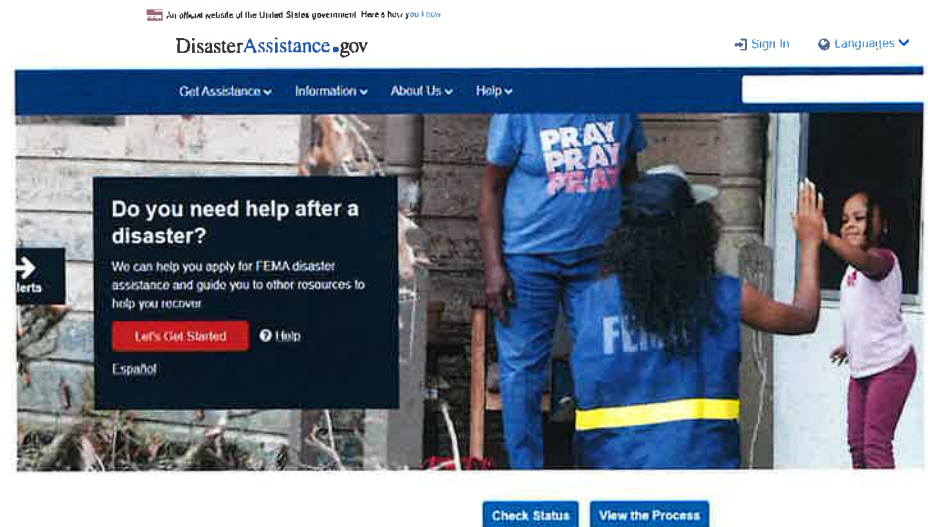 An official website of the United States government. Here's how you know
DisasterAssistance.gov
Sign In
Languages
Get Assistance
Information
About Us
Help
PRAY
PRAY
PRAY
Do you need help after a
disaster?
We can help you apply for FEMA disaster
assistance and guide you to other resources to
help you recover.
lerts
Let's Get Started
Help
Español
FEMA
Check Status
View the Process